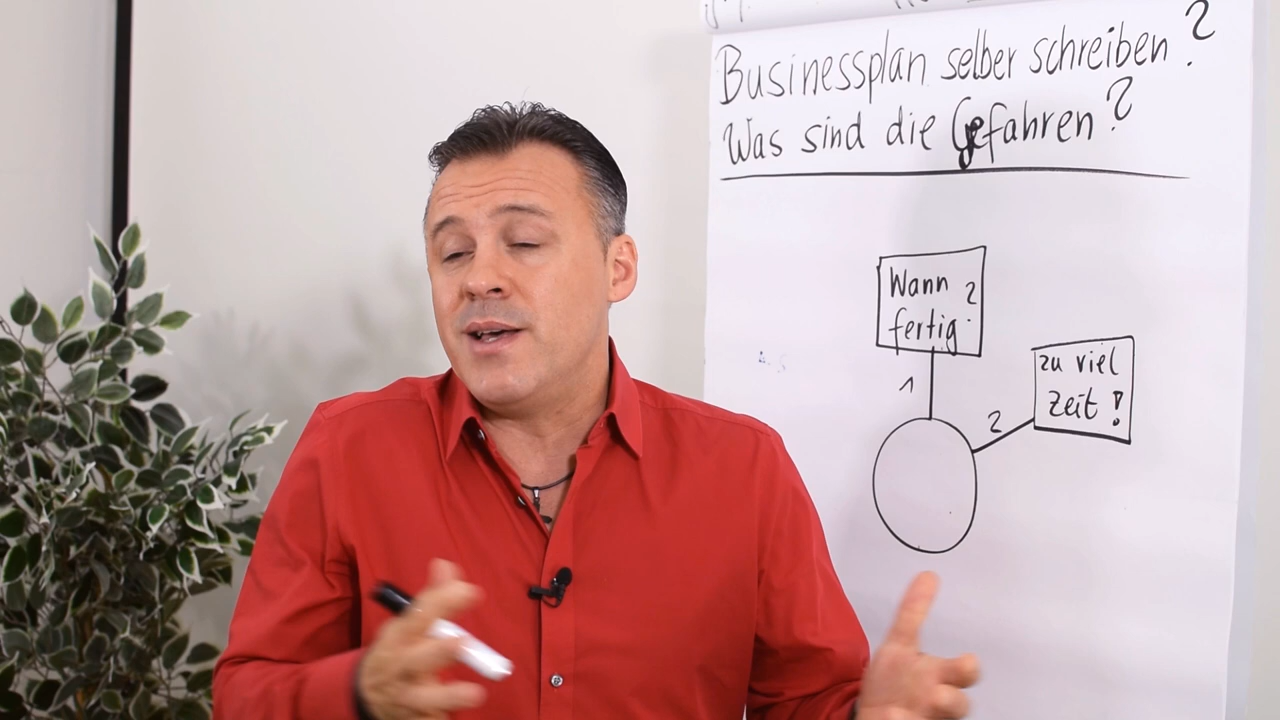 Businessplan selber schreiben?
Was sind die Gefahren?
Wann
fertig?
1
zu viel
Zeit!
2